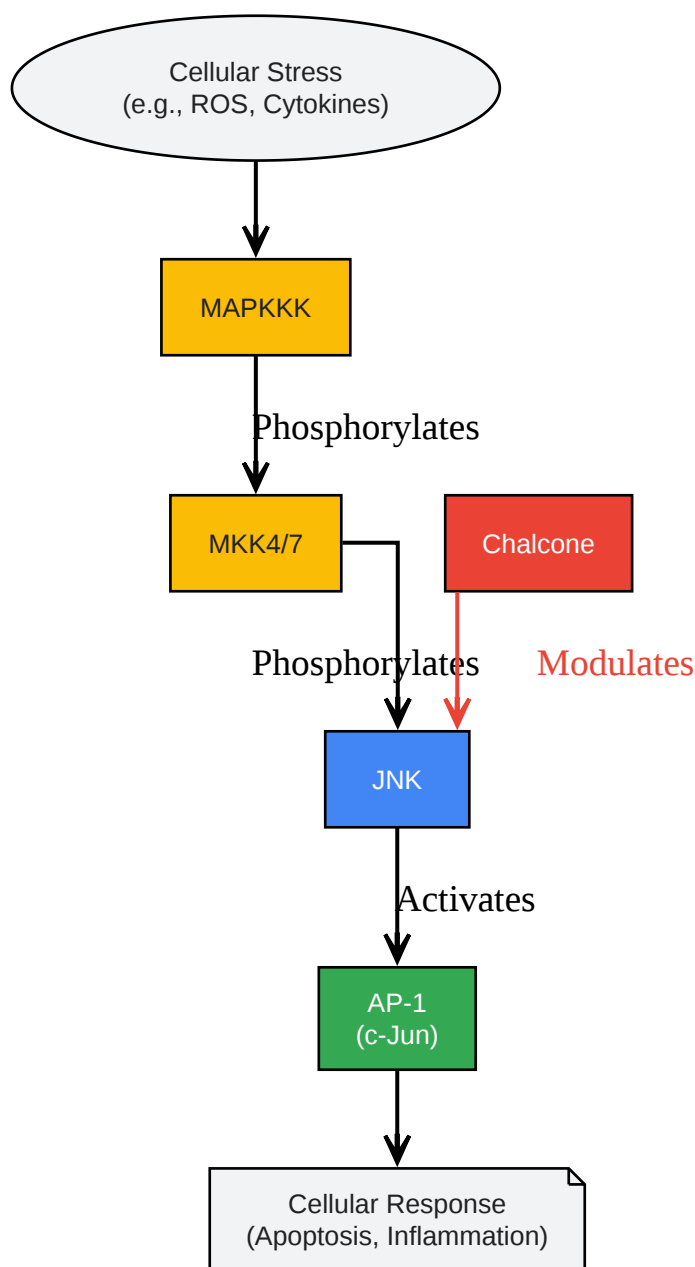 Cellular Stress
(e.g., ROS, Cytokines)
MAPKKK
Phosphorylates
MKK4/7
Chalcone
Phosphorylates
Modulates
JNK
Activates
AP-1
(c-Jun)
Cellular Response
(Apoptosis, Inflammation)